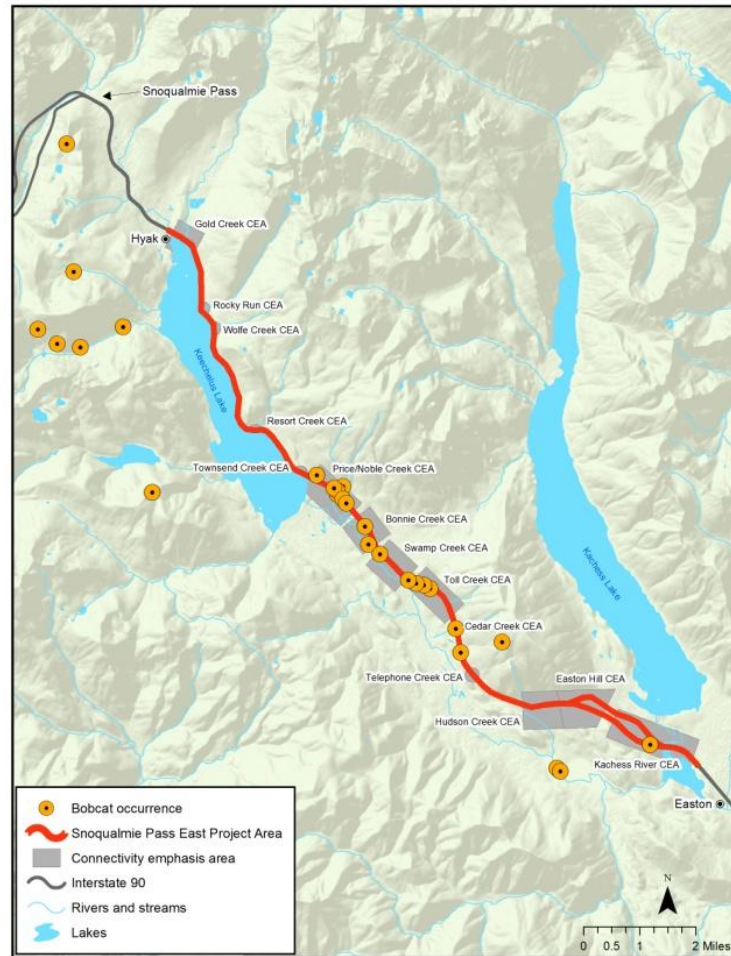 Snoqualmie Pass
Gold Creek CEA
Hyak
Rocky Run CEA
Wolfe Creek CEA
Keechelus Lake
Resort Creek CEA
Townsend Creek CEA
Price/Noble Creek CEA
Bonnie Creek CEA
Swamp Creek CEA
Toll Creek CEA
Kachess Lake
Cedar Creek CEA
Telephone Creek CEA
Easton Hill CEA
Hudson Creek CEA
Kachess River CEA
Easton
Bobcat occurrence
Snoqualmie Pass East Project Area
Connectivity emphasis area
Interstate 90
Rivers and streams
Lakes
N
0 0.5 1 2 Miles